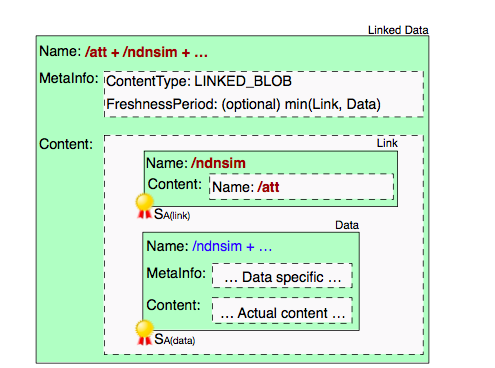 Linked Data
Name: /att + /ndnsim + ...
MetaInfo:
ContentType: LINKED_BLOB
FreshnessPeriod: (optional) min(Link, Data)
Content:
Link
Name: /ndnsim
Content: Name: /att
SA(link)
Data
Name: /ndnsim + ...
MetaInfo: ... Data specific ...
Content: ... Actual content ...
SA(data)